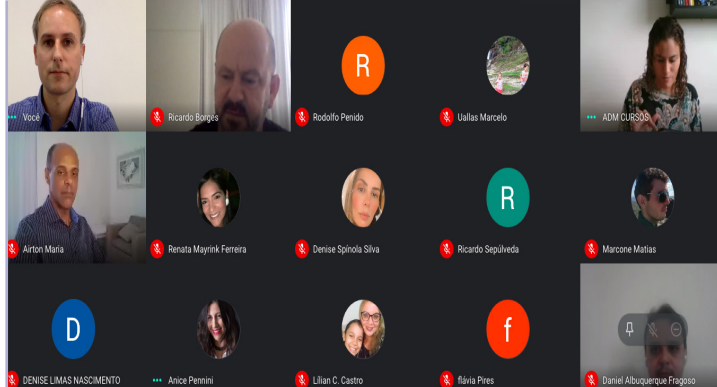 Você
Ricardo Borges
R
Rodolfo Penido
Uallas Marcelo
ADM CURSOS
Airton Maria
Renata Mayrink Ferreira
Denise Spínola Silva
R
Ricardo Sepúlveda
Marcone Matias
D
DENISE LIMAS NASCIMENTO
Anice Pennini
Lílian C. Castro
f
flávia Pires
Daniel Albuquerque Fragoso